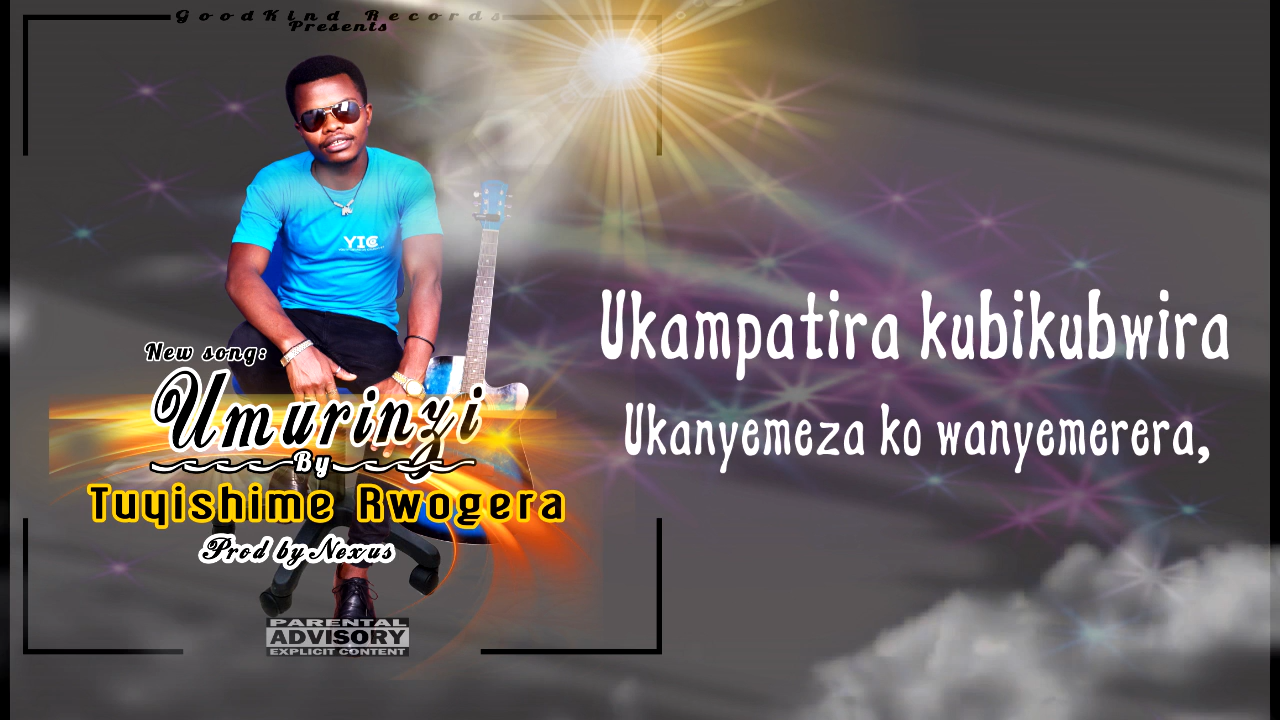 GoodKind Records
Presents
YIC
New song:
Umurinzi
By
Tuyishime Rwogera
Prod by Nexus
PARENTAL
ADVISORY
EXPLICIT CONTENT
Ukampatira kubikubwira
Ukanyemeza ko wanyemerera,